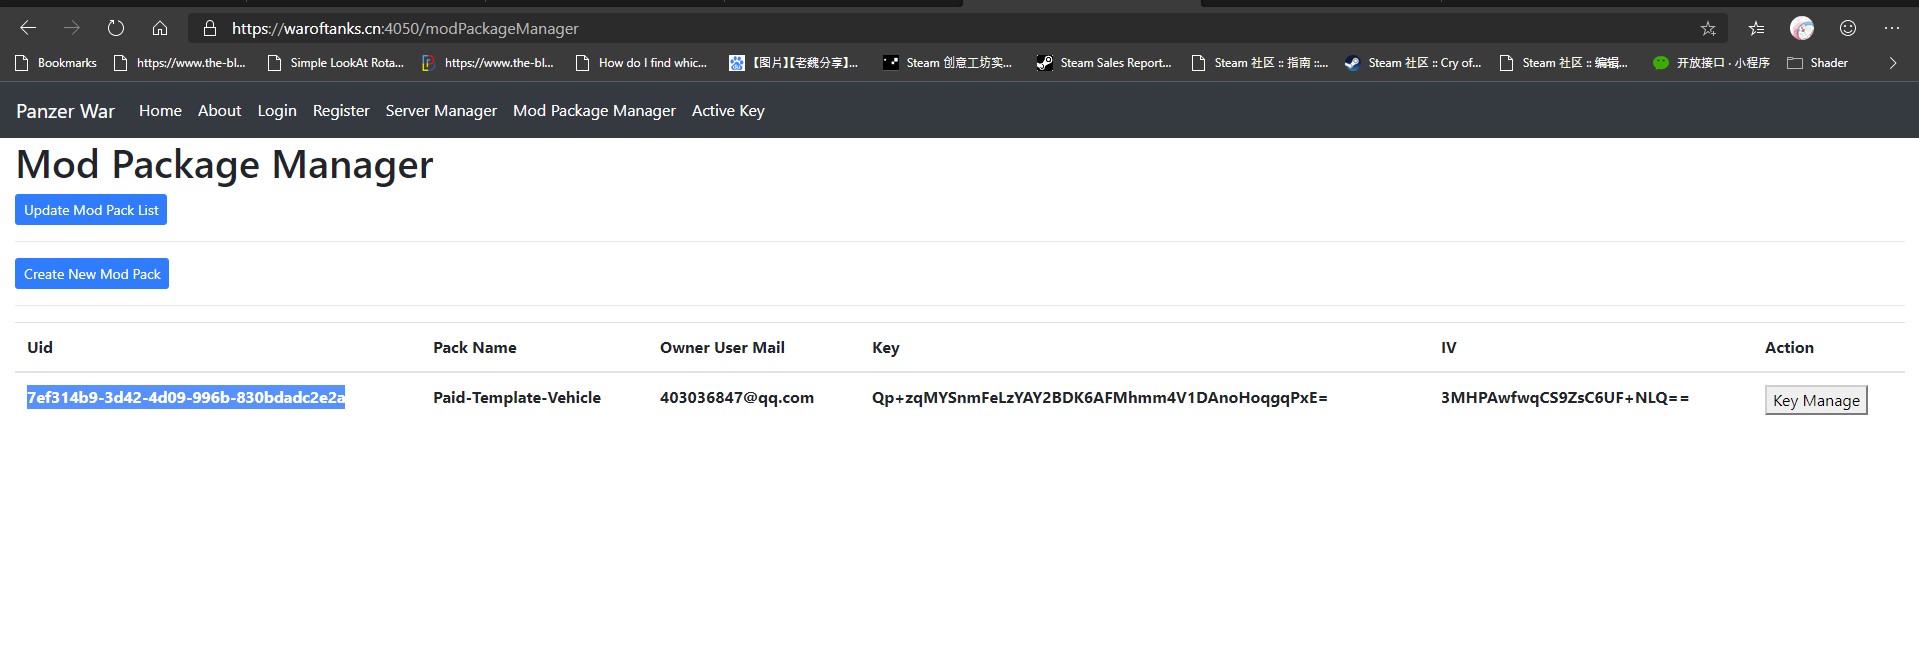 https://waroftanks.cn:4050/modPackageManager
Bookmarks https://www.the-bl... Simple LookAt Rota... https://www.the-bl... How do I find whic... 【图片】【老魏分享】... Steam 创意工坊实... Steam Sales Report... Steam 社区 :: 指南 ::... Steam 社区 :: Cry of... Steam 社区 :: 编辑... 开放接口 · 小程序 Shader
Panzer War Home About Login Register Server Manager Mod Package Manager Active Key
Mod Package Manager
Update Mod Pack List
Create New Mod Pack
Uid Pack Name Owner User Mail Key IV Action
7ef314b9-3d42-4d09-996b-830bdadc2e2a Paid-Template-Vehicle 403036847@qq.com Qp+zqMYSnmFeLzYAY2BDK6AFMhmm4V1DAnoHoqgqPxE= 3MHPAwfwqCS9ZsC6UF+NLQ== Key Manage